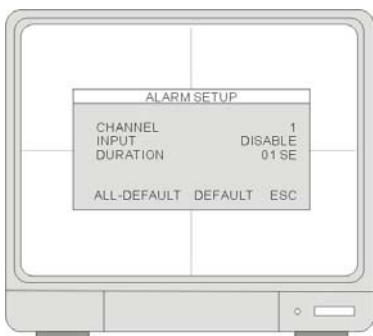 ALARM SETUP
CHANNEL 1
INPUT DISABLE
DURATION 01 SE
ALL-DEFAULT DEFAULT ESC